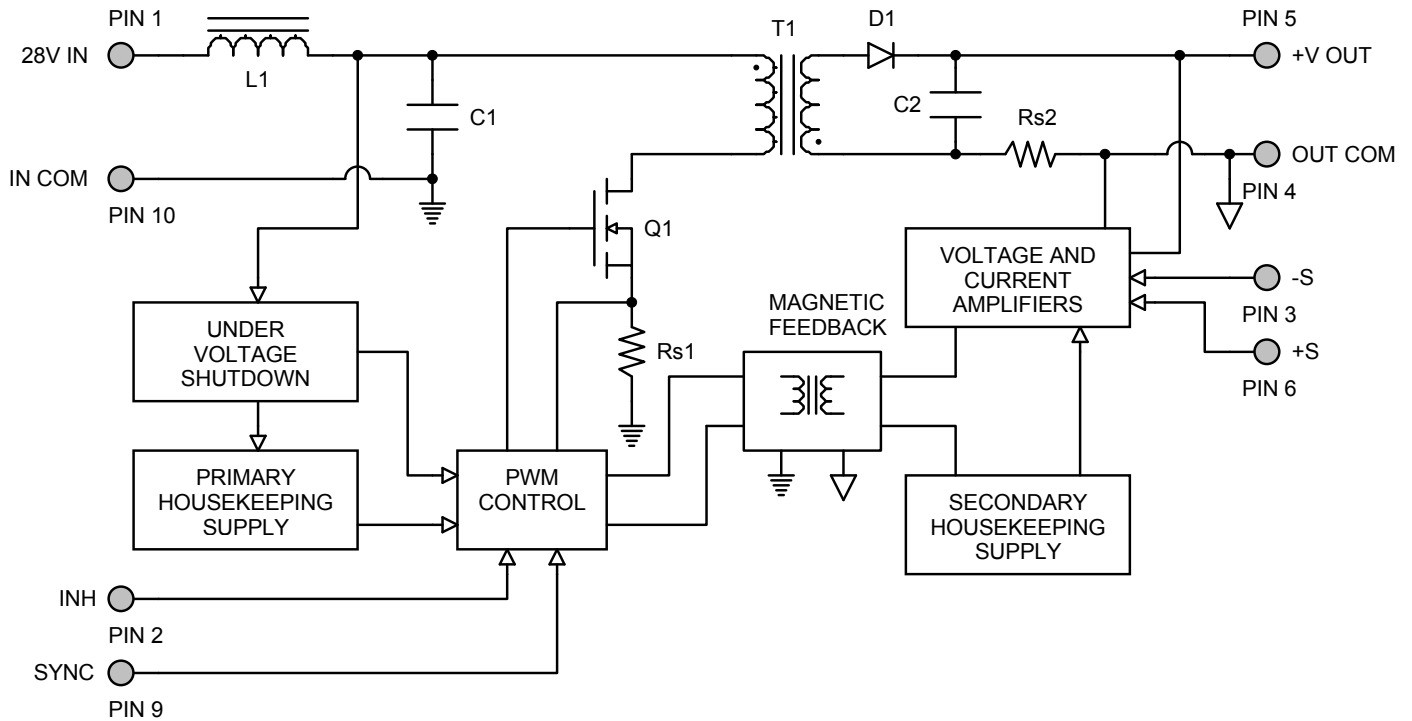 PIN 1
28V IN
L1
C1
IN COM
PIN 10
T1
D1
PIN 5
+V OUT
C2
Rs2
OUT COM
PIN 4
Q1
VOLTAGE AND
CURRENT
AMPLIFIERS
-S
PIN 3
+S
PIN 6
MAGNETIC
FEEDBACK
UNDER
VOLTAGE
SHUTDOWN
Rs1
PRIMARY
HOUSEKEEPING
SUPPLY
PWM
CONTROL
SECONDARY
HOUSEKEEPING
SUPPLY
INH
PIN 2
SYNC
PIN 9